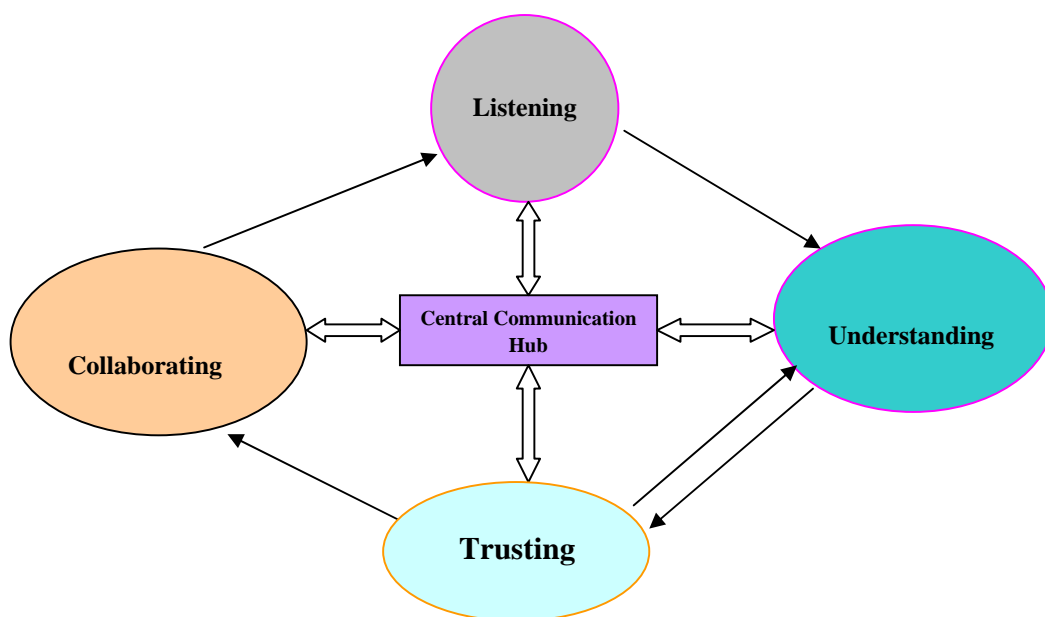 Listening
Central Communication
Hub
Understanding
Collaborating
Trusting